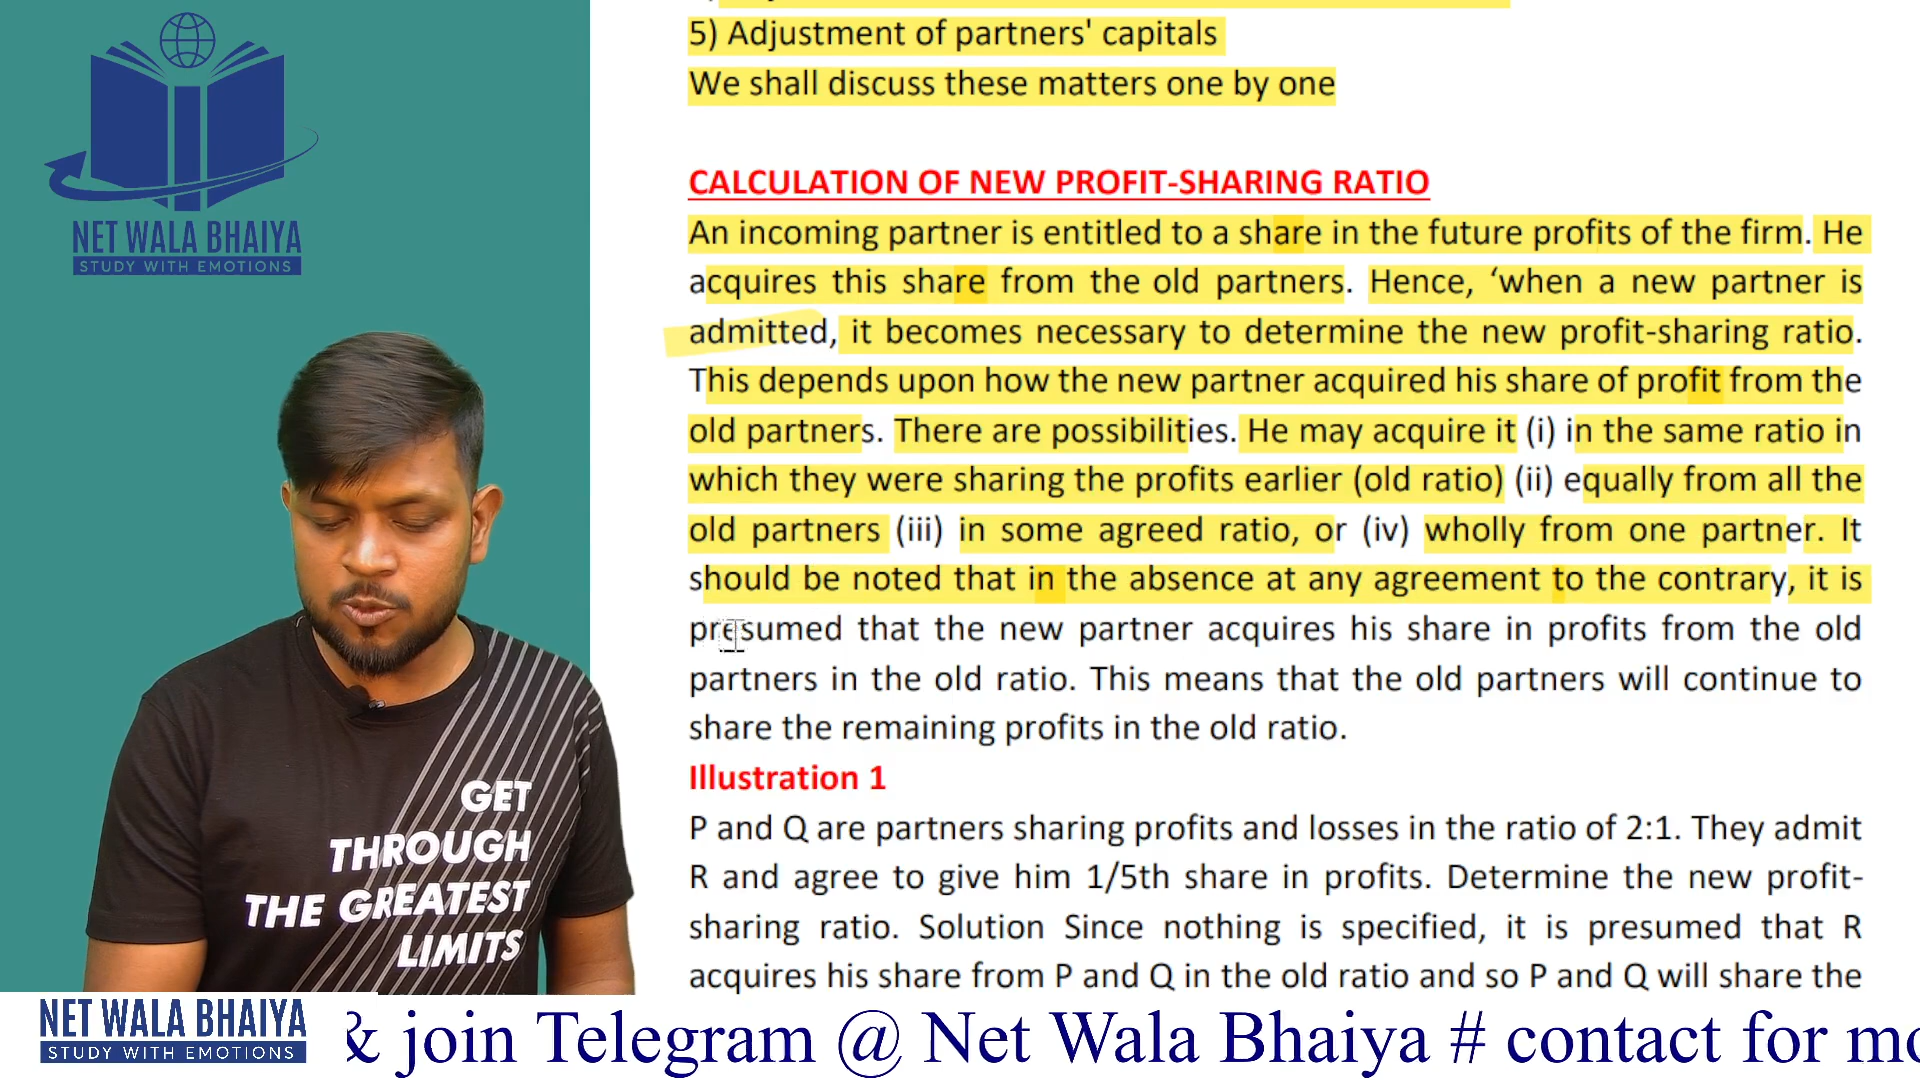 5) Adjustment of partners' capitals
We shall discuss these matters one by one
CALCULATION OF NEW PROFIT-SHARING RATIO
An incoming partner is entitled to a share in the future profits of the firm. He
acquires this share from the old partners. Hence, ‘when a new partner is
admitted, it becomes necessary to determine the new profit-sharing ratio.
This depends upon how the new partner acquired his share of profit from the
old partners. There are possibilities. He may acquire it (i) in the same ratio in
which they were sharing the profits earlier (old ratio) (ii) equally from all the
old partners (iii) in some agreed ratio, or (iv) wholly from one partner. It
should be noted that in the absence at any agreement to the contrary, it is
presumed that the new partner acquires his share in profits from the old
partners in the old ratio. This means that the old partners will continue to
share the remaining profits in the old ratio.
Illustration 1
P and Q are partners sharing profits and losses in the ratio of 2:1. They admit
R and agree to give him 1/5th share in profits. Determine the new profit-
sharing ratio. Solution Since nothing is specified, it is presumed that R
acquires his share from P and Q in the old ratio and so P and Q will share the
NET WALA BHAIYA
STUDY WITH EMOTIONS
GET
THROUGH
THE GREATEST
LIMITS
NET WALA BHAIYA
STUDY WITH EMOTIONS
& join Telegram @ Net Wala Bhaiya # contact for mo